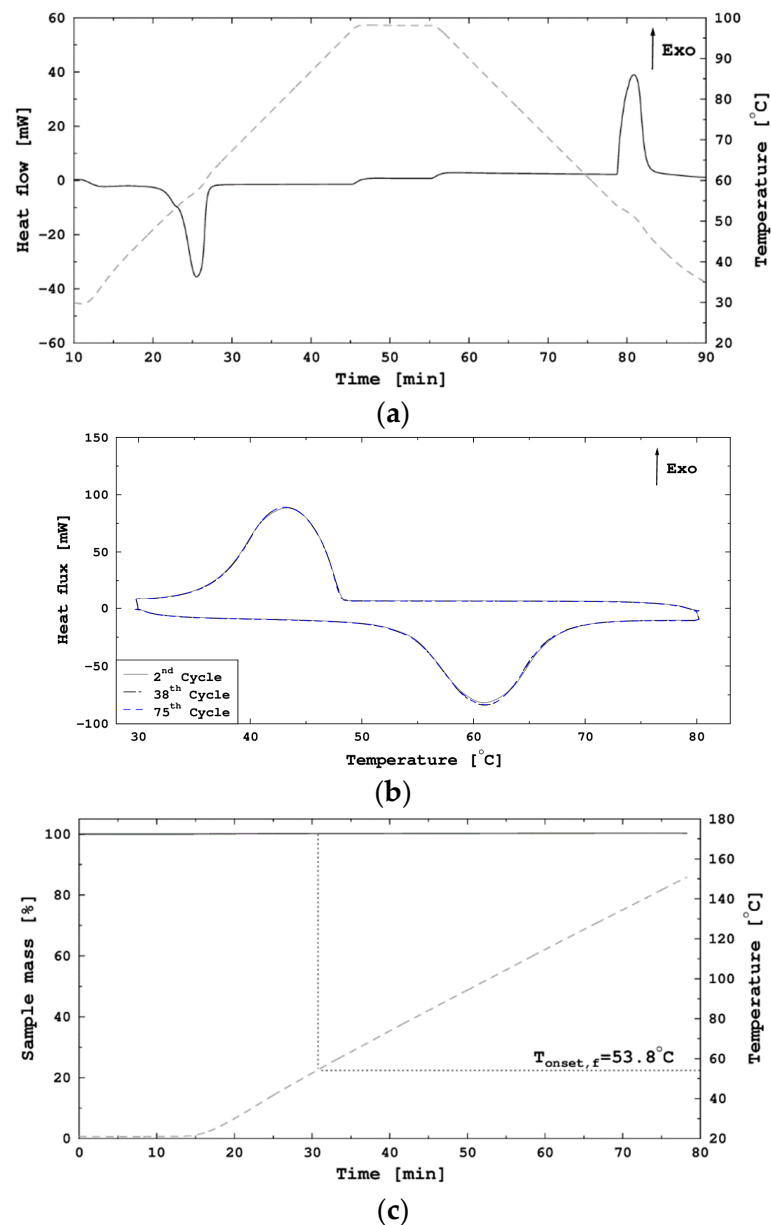 60
40
20
0
−20
−40
−60
Heat flow [mW]
10 20 30 40 50 60 70 80 90
Time [min]
100
90
80
70
60
50
40
30
20
Temperature [°C]
Exo
(a)
150
100
50
0
−50
−100
Heat flux [mW]
Exo
2nd Cycle
38th Cycle
75th Cycle
30 40 50 60 70 80
Temperature [°C]
(b)
100
80
60
40
20
0
Sample mass [%]
180
160
140
120
100
80
60
40
20
Temperature [°C]
Tonset,f=53.8°C
0 10 20 30 40 50 60 70 80
Time [min]
(c)